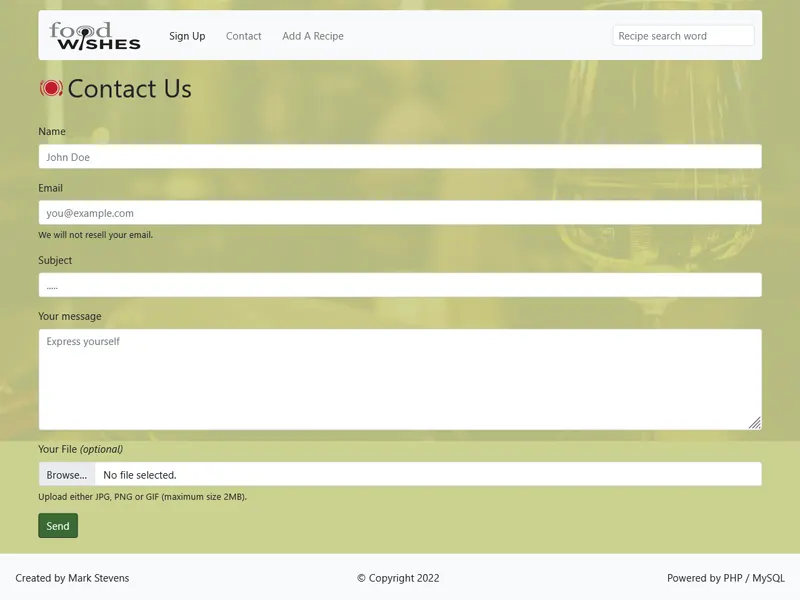 food
WISHES
Sign Up
Contact
Add A Recipe
Recipe search word
Contact Us
Name
John Doe
Email
you@example.com
We will not resell your email.
Subject
.....
Your message
Express yourself
Your File (optional)
Browse... No file selected.
Upload either JPG, PNG or GIF (maximum size 2MB).
Send
Created by Mark Stevens
© Copyright 2022
Powered by PHP / MySQL